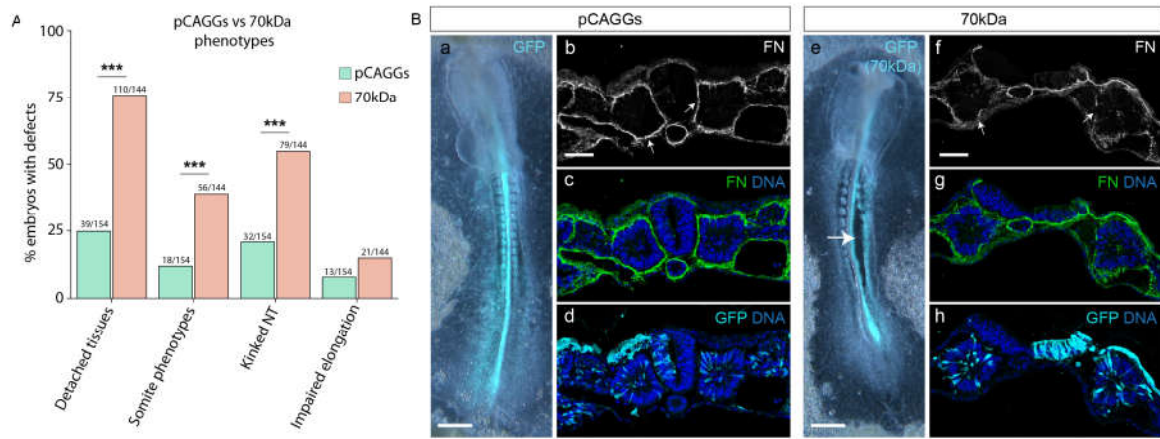 A
pCAGGs vs 70kDa
phenotypes
pCAGGs
70kDa
% embryos with defects
100
75
50
25
0
***
110/144
39/154
***
56/144
18/154
***
79/144
32/154
21/144
13/154
Detached tissues
Somite phenotypes
Kinked NT
Impaired elongation
B
pCAGGs
70kDa
a
GFP
b
FN
c
FN DNA
d
GFP DNA
e
GFP
(70kDa)
f
FN
g
FN DNA
h
GFP DNA